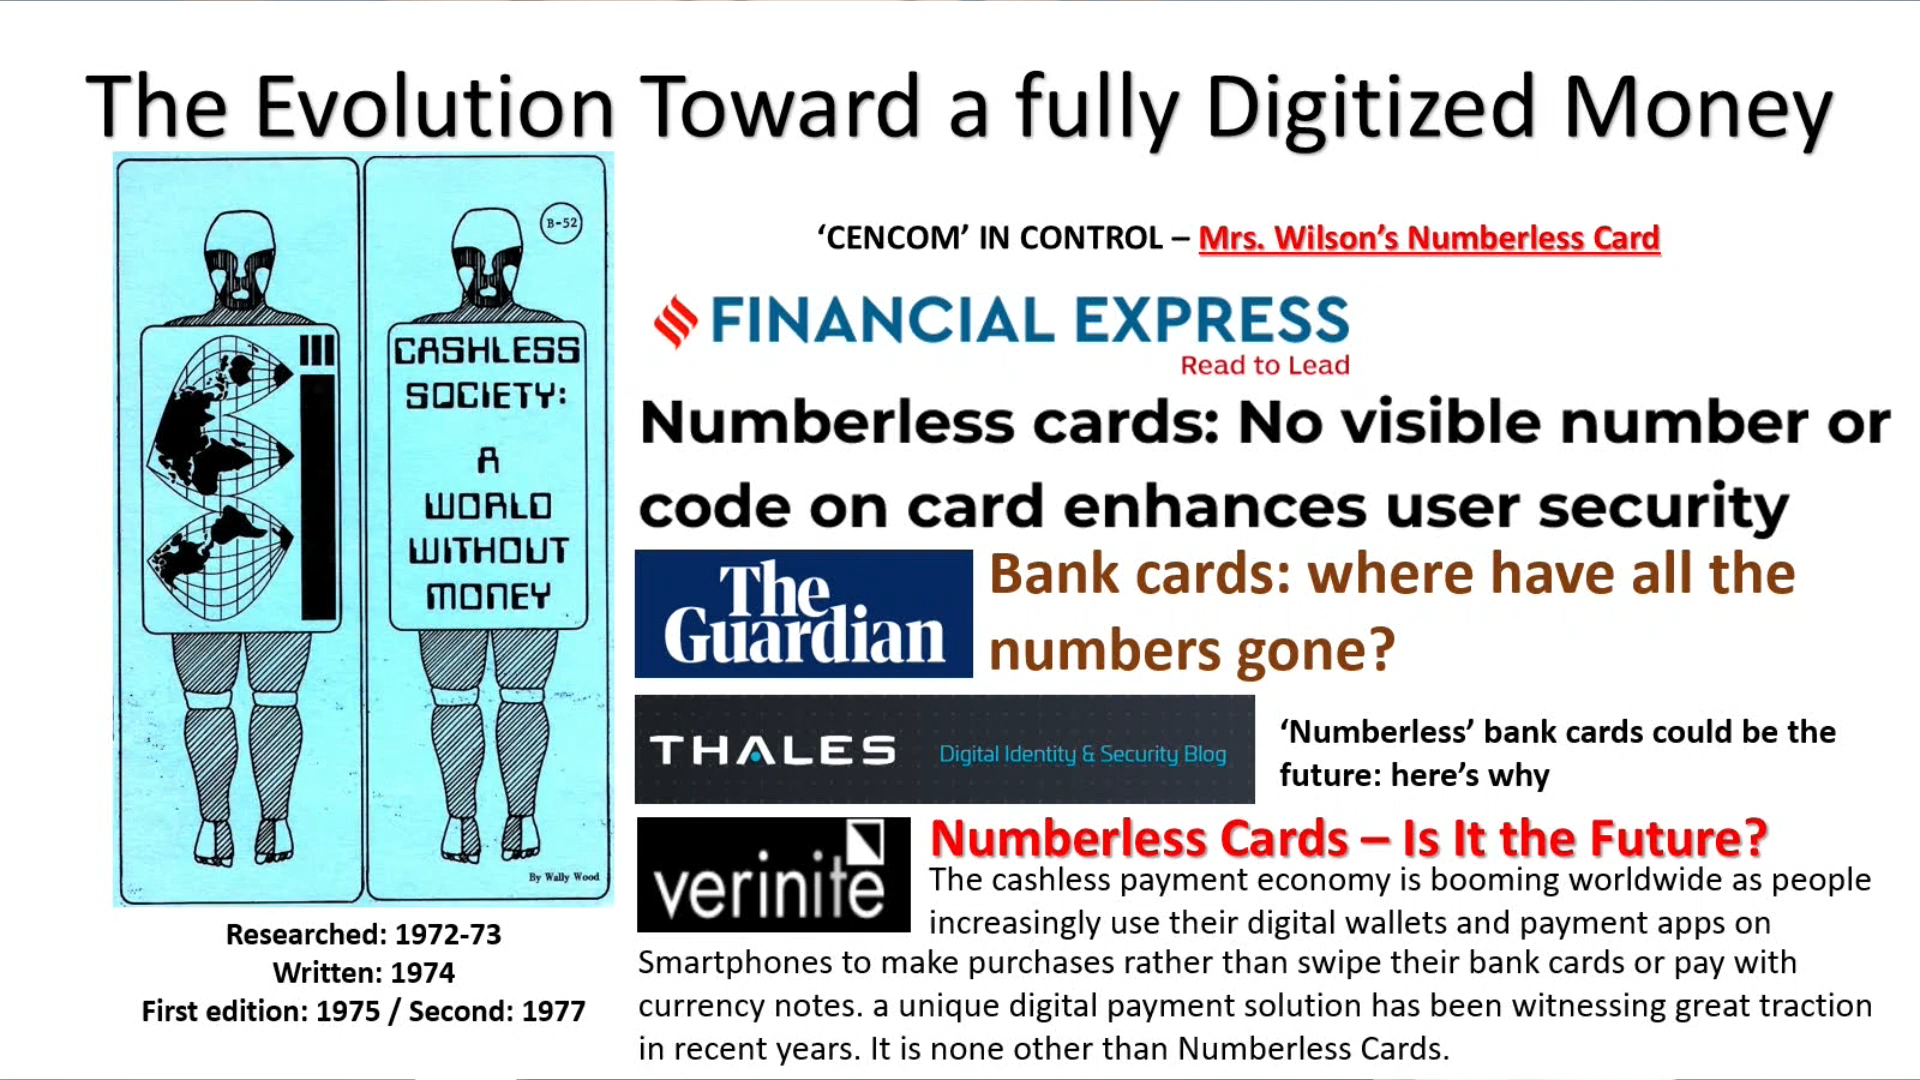 The Evolution Toward a fully Digitized Money
B-52
CASHLESS
SOCIETY:
A
WORLD
WITHOUT
MONEY
By Wally Wood
Researched: 1972-73
Written: 1974
First edition: 1975 / Second: 1977
‘CENCOM’ IN CONTROL – Mrs. Wilson’s Numberless Card
FINANCIAL EXPRESS
Read to Lead
Numberless cards: No visible number or
code on card enhances user security
The
Guardian
Bank cards: where have all the
numbers gone?
THALES Digital Identity & Security Blog
‘Numberless’ bank cards could be the
future: here’s why
verinite
Numberless Cards – Is It the Future?
The cashless payment economy is booming worldwide as people
increasingly use their digital wallets and payment apps on
Smartphones to make purchases rather than swipe their bank cards or pay with
currency notes. a unique digital payment solution has been witnessing great traction
in recent years. It is none other than Numberless Cards.